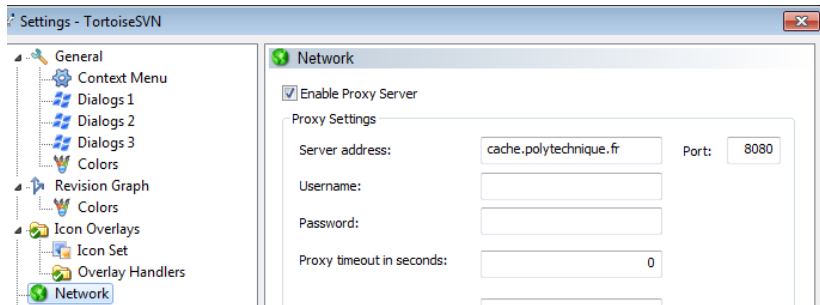 Settings - TortoiseSVN
General
Context Menu
Dialogs 1
Dialogs 2
Dialogs 3
Colors
Revision Graph
Colors
Icon Overlays
Icon Set
Overlay Handlers
Network
Network
Enable Proxy Server
Proxy Settings
Server address: cache.polytechnique.fr Port: 8080
Username:
Password:
Proxy timeout in seconds: 0